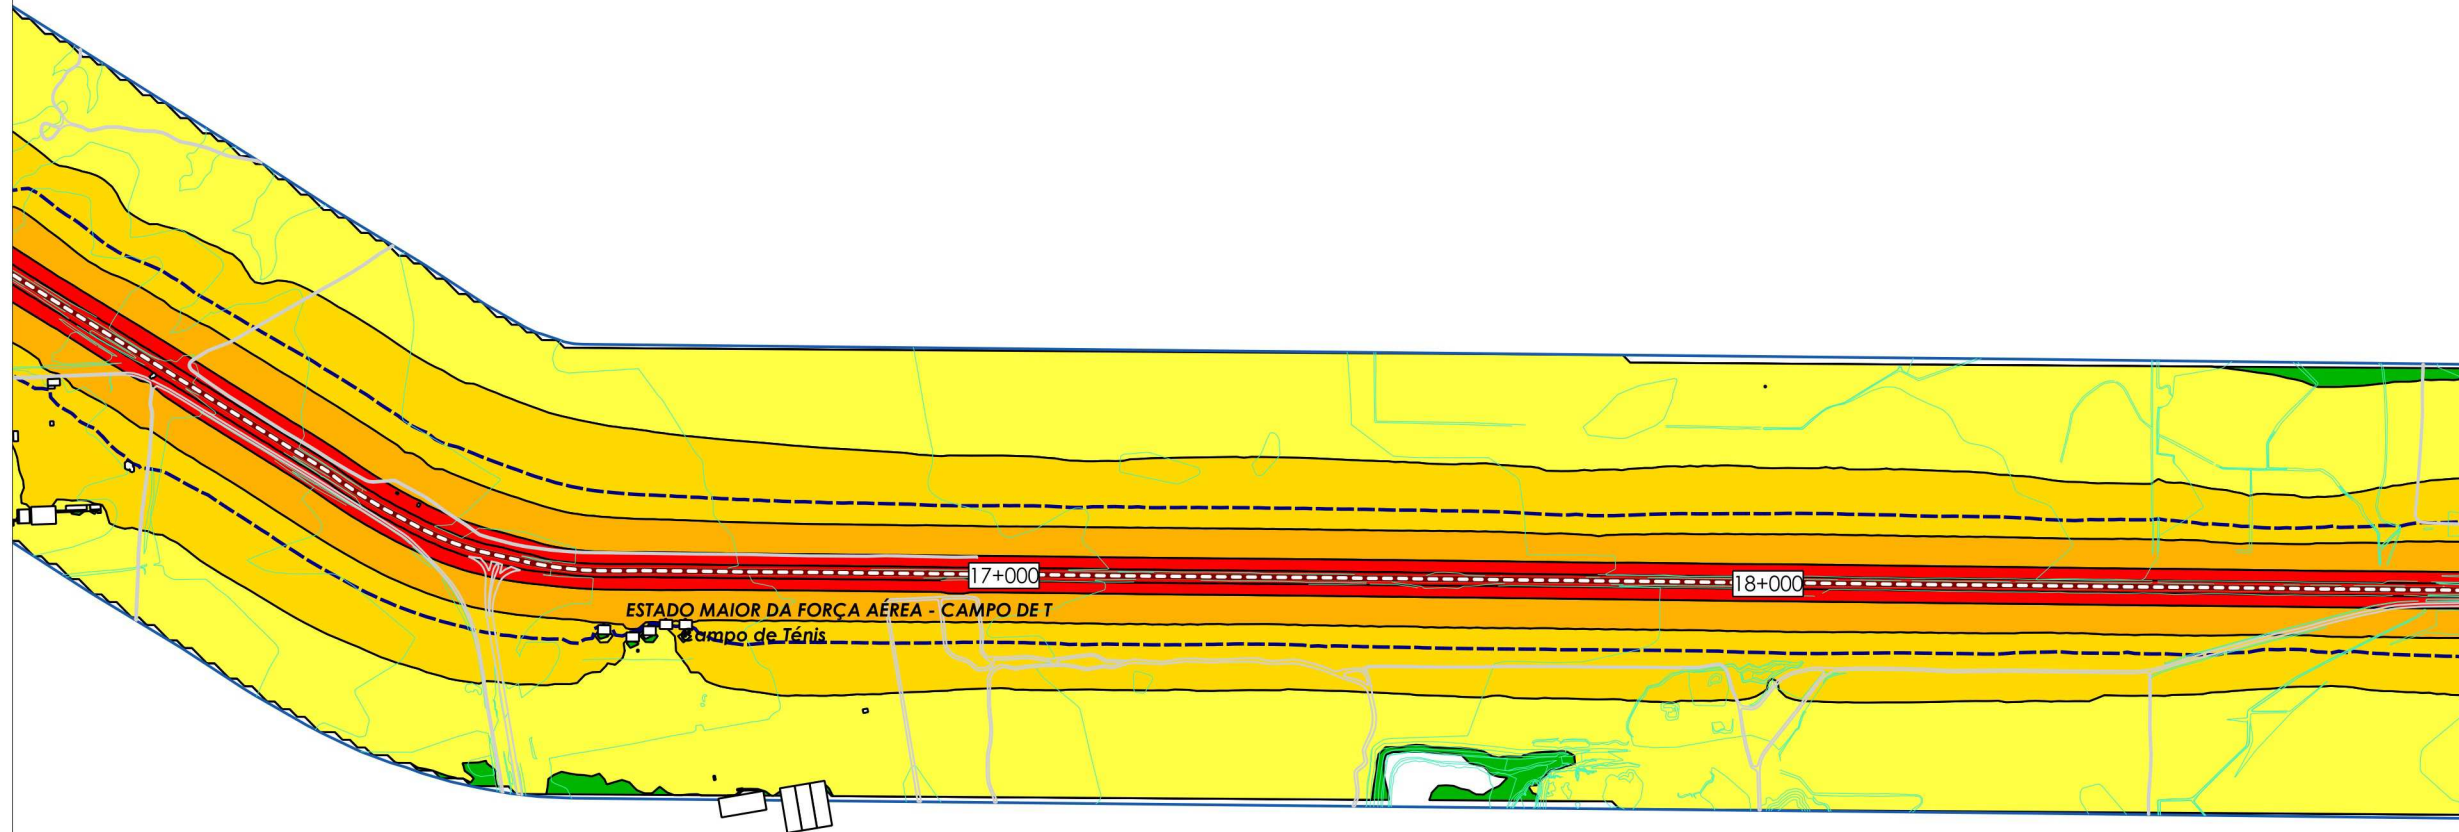 17+000
18+000
ESTADO MAIOR DA FORÇA AÉREA - CAMPO DE T
Campo de Ténis